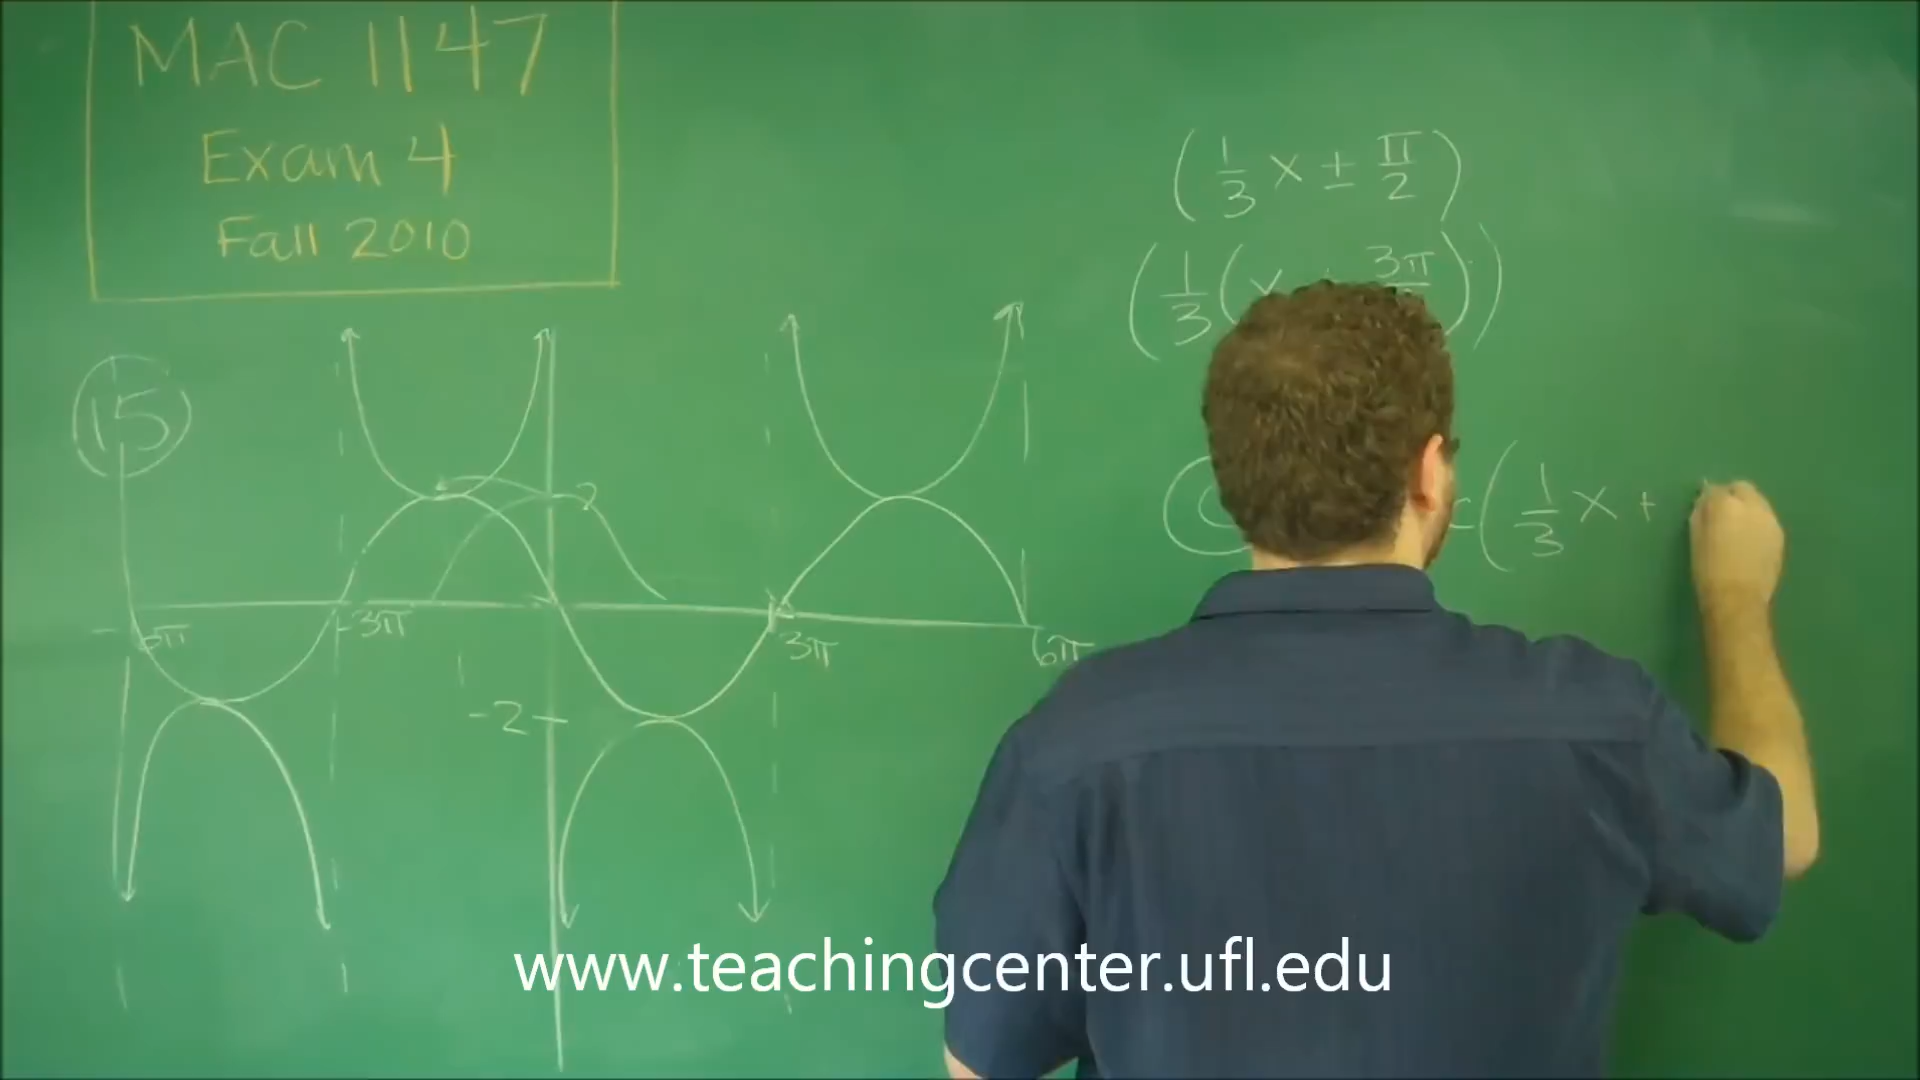 MAC 1147
Exam 4
Fall 2010
(1/3 x ± π/2)
(1/3 ( 3π ))
15
2
6π
-3π
3π
6π
-2
(1/3 x +
www.teachingcenter.ufl.edu